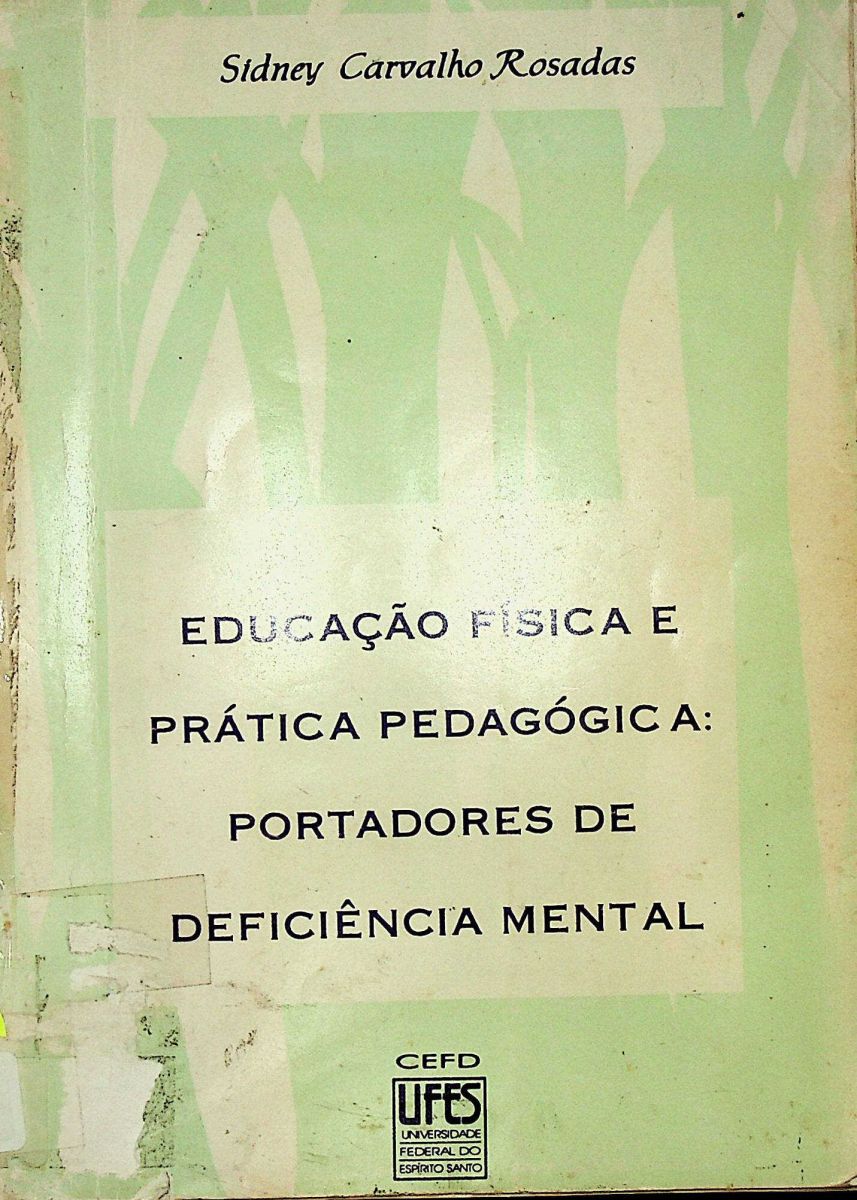 Sidney Carvalho Rosadas
EDUCAÇÃO FÍSICA E
PRÁTICA PEDAGÓGICA:
PORTADORES DE
DEFICIÊNCIA MENTAL
CEFD
UFES
UNIVERSIDADE
FEDERAL DO
ESPÍRITO SANTO